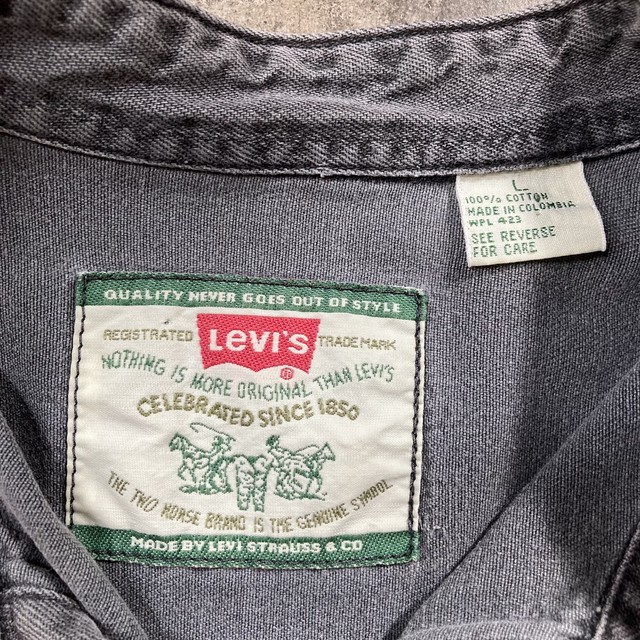 L
100% COTTON
MADE IN COLOMBIA
WPL 423
SEE REVERSE
FOR CARE
QUALITY NEVER GOES OUT OF STYLE
REGISTRATED LEVI'S ® TRADE MARK
NOTHING IS MORE ORIGINAL THAN LEVI'S
CELEBRATED SINCE 1850
THE TWO HORSE BRAND IS THE GENUINE SYMBOL
MADE BY LEVI STRAUSS & CO